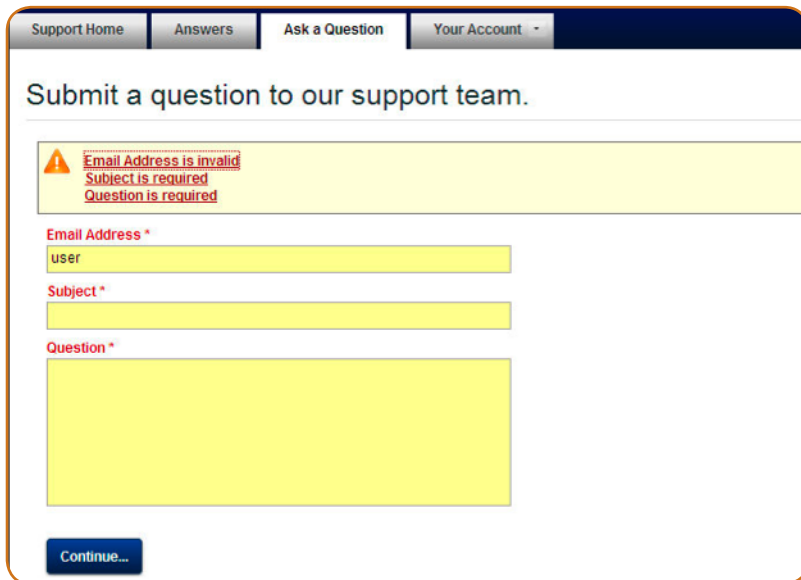 Support Home
Answers
Ask a Question
Your Account
Submit a question to our support team.
Email Address is invalid
Subject is required
Question is required
Email Address *
user
Subject *
Question *
Continue...